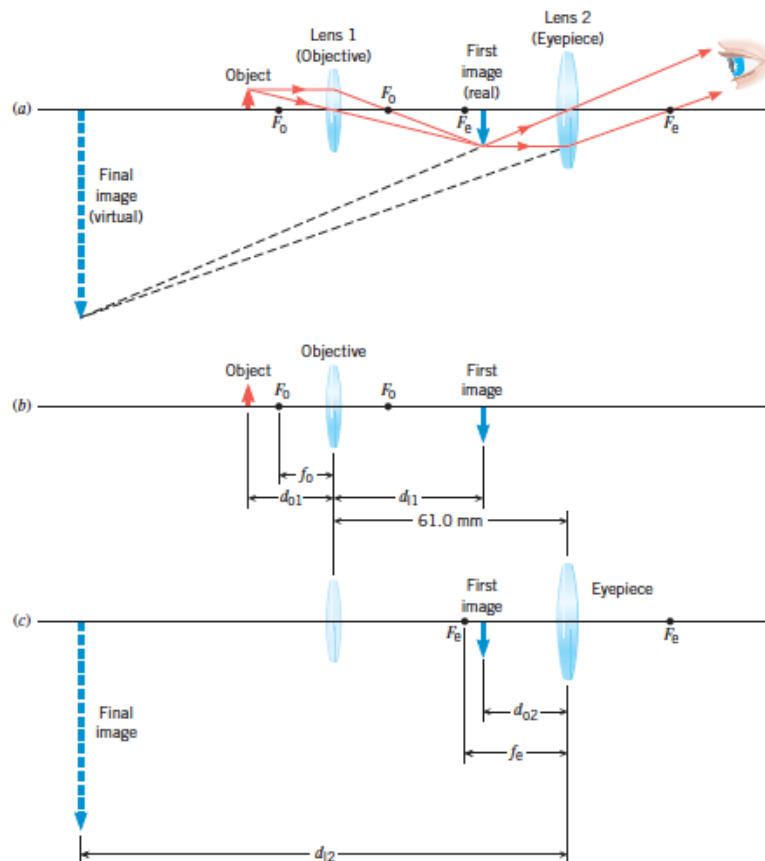 Lens 2
(Eyepiece)
Lens 1
(Objective)
First
image
(real)
Object
Fo
(a)
Fo
Fe
Fe
Final
image
(virtual)
Objective
Object
First
image
Fo
Fo
(b)
fo
do1
di1
61.0 mm
First
image
Eyepiece
(c)
Fe
Fe
Final
image
do2
fe
di2